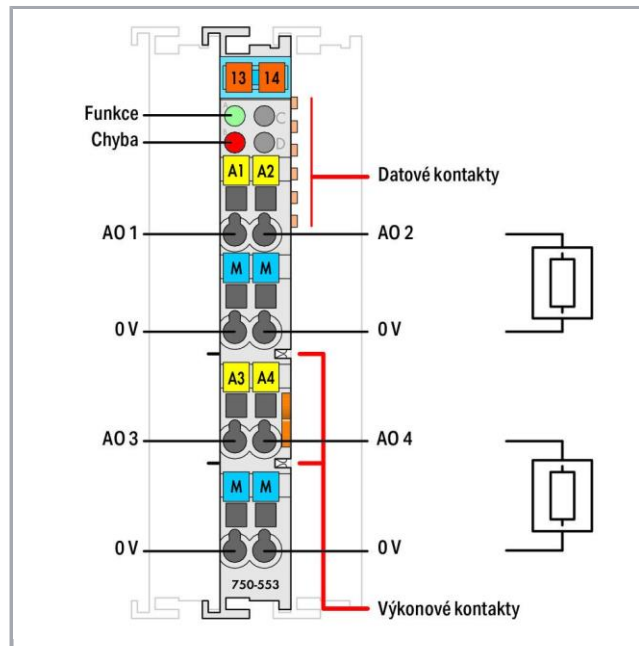 13 14
Funkce
C
Chyba
D
A1 A2
Datové kontakty
AO 1
AO 2
M M
0 V
0 V
A3 A4
AO 3
AO 4
M M
0 V
0 V
750-553
Výkonové kontakty